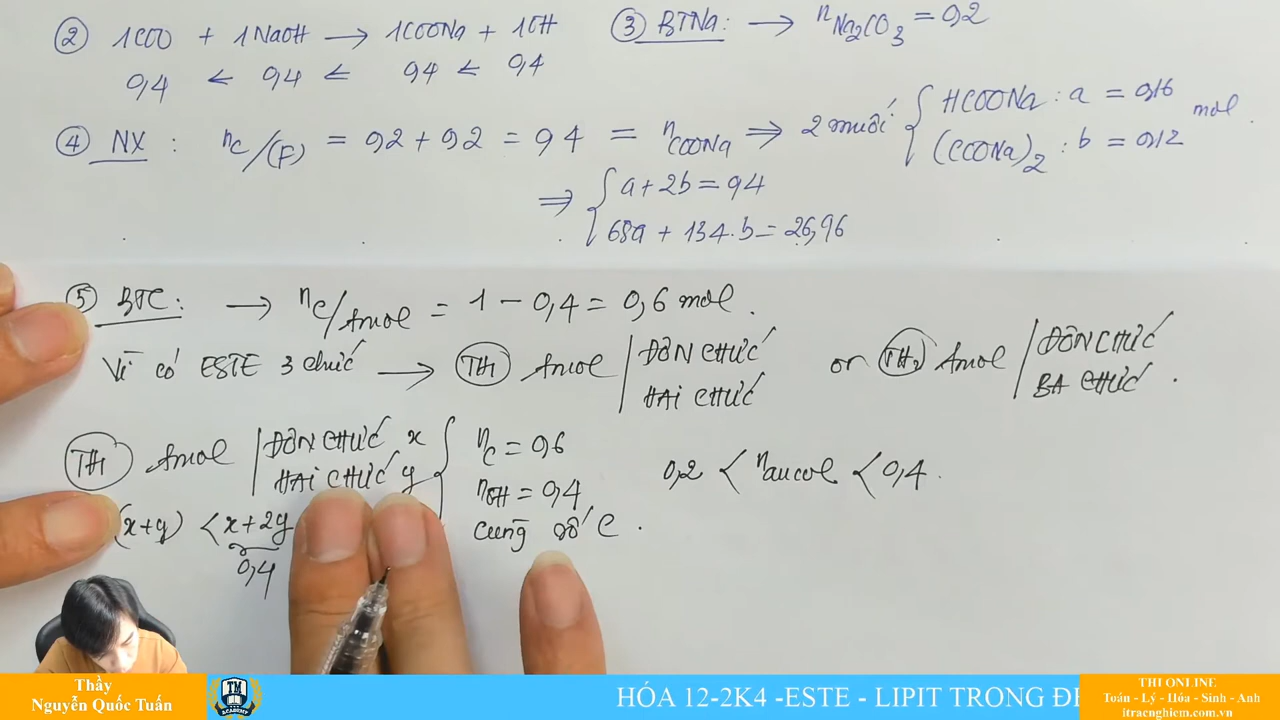 ② 1COO + 1NaOH → 1COONa + 1OH
0,4 < 0,4 < 0,4 < 0,4
③ BTNa: → nNa2CO3 = 0,2
④ NX : nC/(F) = 0,2 + 0,2 = 0,4 = nCOONa ⇒ 2 muối { HCOONa : a = 0,16
(COONa)2 : b = 0,12 mol.
⇒ { a + 2b = 0,4
68a + 134.b = 26,96
⑤ BTC: → nC/Ancol = 1 - 0,4 = 0,6 mol.
Vì có ESTE 3 chức → TH1 Ancol | ĐƠN CHỨC
HAI CHỨC
or TH2 Ancol | ĐƠN CHỨC
BA CHỨC .
TH1 Ancol | ĐƠN CHỨC x
HAI CHỨC y
{ nC = 0,6
nOH = 0,4
Cùng số C .
0,2 < nancol < 0,4.
(x+y) < x+2y
0,4
Thầy
Nguyễn Quốc Tuấn
TM
ACADEMY
HÓA 12-2K4 -ESTE - LIPIT TRONG ĐỀ
THI ONLINE
Toán - Lý - Hóa - Sinh - Anh
itracnghiem.com.vn